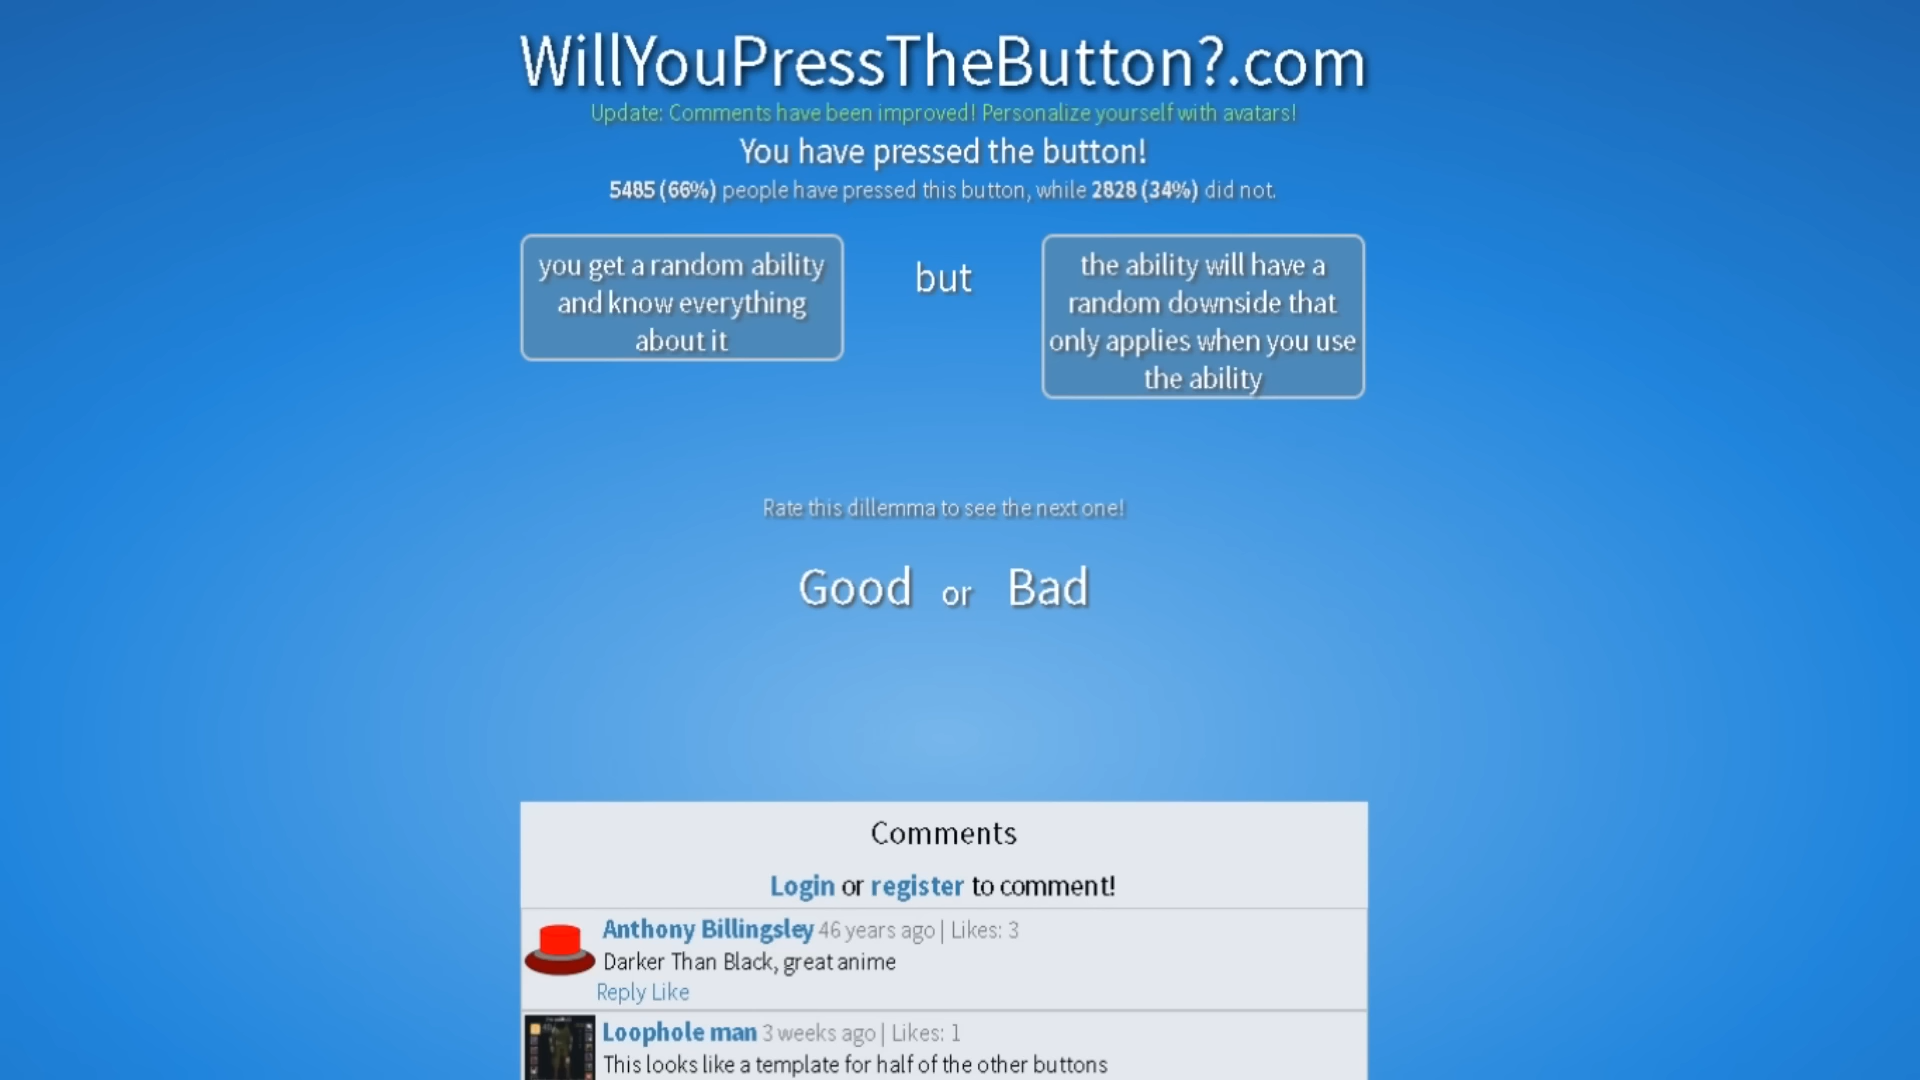 WillYouPressTheButton?.com
Update: Comments have been improved! Personalize yourself with avatars!
You have pressed the button!
5485 (66%) people have pressed this button, while 2828 (34%) did not.
you get a random ability
and know everything
about it
but
the ability will have a
random downside that
only applies when you use
the ability
Rate this dillemma to see the next one!
Good or Bad
Comments
Login or register to comment!
Anthony Billingsley 46 years ago | Likes: 3
Darker Than Black, great anime
Reply Like
Loophole man 3 weeks ago | Likes: 1
This looks like a template for half of the other buttons